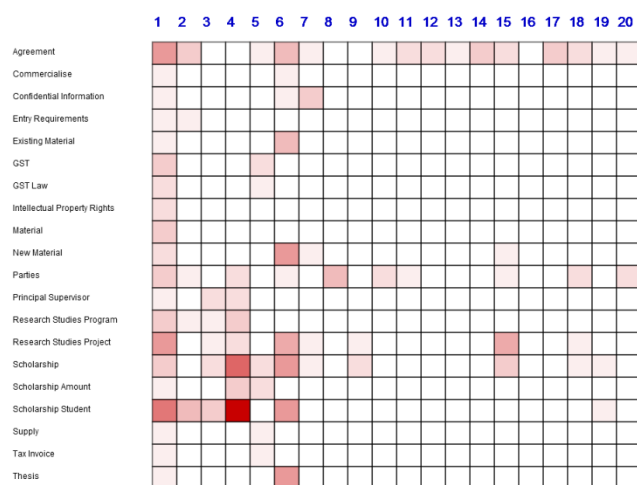 1 2 3 4 5 6 7 8 9 10 11 12 13 14 15 16 17 18 19 20
Agreement
Commercialise
Confidential Information
Entry Requirements
Existing Material
GST
GST Law
Intellectual Property Rights
Material
New Material
Parties
Principal Supervisor
Research Studies Program
Research Studies Project
Scholarship
Scholarship Amount
Scholarship Student
Supply
Tax Invoice
Thesis